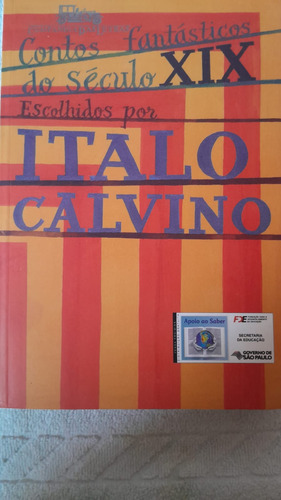 Contos fantásticos
do século XIX
Escolhidos por
ITALO
CALVINO
Apoio ao Saber
FDE
SECRETARIA
DA EDUCAÇÃO
GOVERNO DE
SÃO PAULO